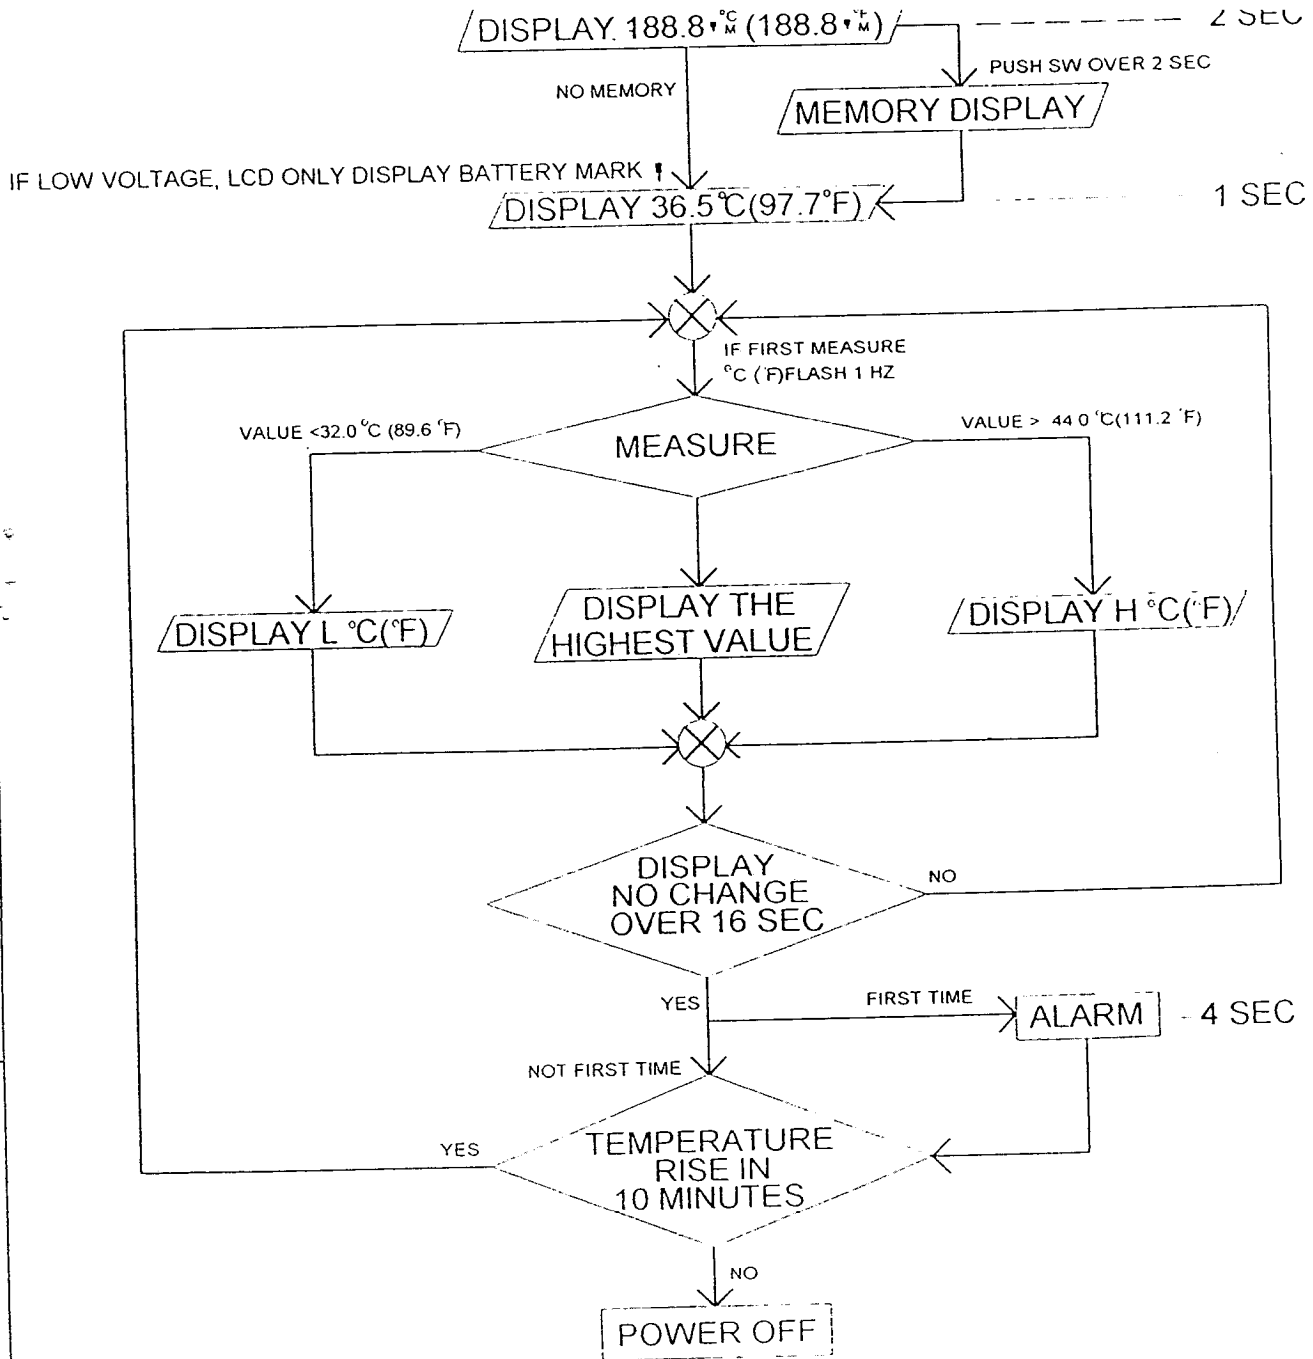 DISPLAY 188.8 °C M (188.8 °F M)
2 SEC
PUSH SW OVER 2 SEC
NO MEMORY
MEMORY DISPLAY
IF LOW VOLTAGE, LCD ONLY DISPLAY BATTERY MARK
DISPLAY 36.5°C(97.7°F)
1 SEC
IF FIRST MEASURE
°C (°F)FLASH 1 HZ
VALUE <32.0 °C (89.6 °F)
MEASURE
VALUE > 44 0 °C(111.2 °F)
DISPLAY L °C(°F)
DISPLAY THE
HIGHEST VALUE
DISPLAY H °C(°F)
DISPLAY
NO CHANGE
OVER 16 SEC
NO
YES
FIRST TIME
ALARM
4 SEC
NOT FIRST TIME
YES
TEMPERATURE
RISE IN
10 MINUTES
NO
POWER OFF